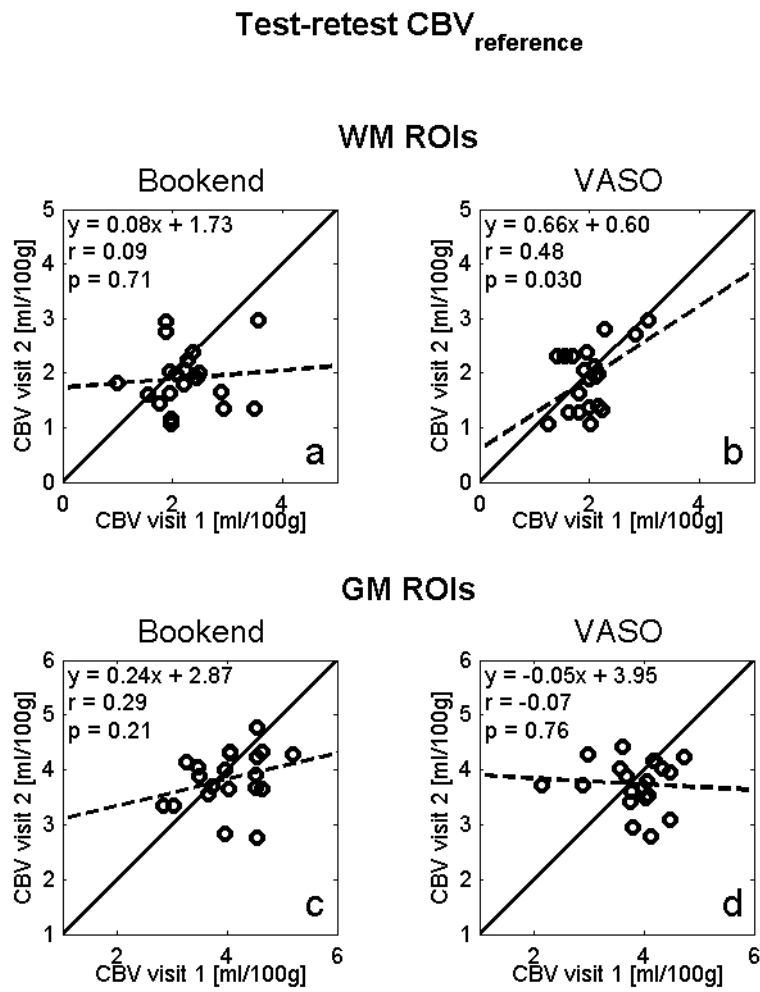 Test-retest CBVreference
WM ROIs
Bookend
VASO
y = 0.08x + 1.73
r = 0.09
p = 0.71
CBV visit 2 [ml/100g]
5
4
3
2
1
0
a
0 2 4
CBV visit 1 [ml/100g]
y = 0.66x + 0.60
r = 0.48
p = 0.030
CBV visit 2 [ml/100g]
5
4
3
2
1
0
b
0 2 4
CBV visit 1 [ml/100g]
GM ROIs
Bookend
VASO
y = 0.24x + 2.87
r = 0.29
p = 0.21
CBV visit 2 [ml/100g]
6
5
4
3
2
1
c
2 4 6
CBV visit 1 [ml/100g]
y = -0.05x + 3.95
r = -0.07
p = 0.76
CBV visit 2 [ml/100g]
6
5
4
3
2
1
d
2 4 6
CBV visit 1 [ml/100g]